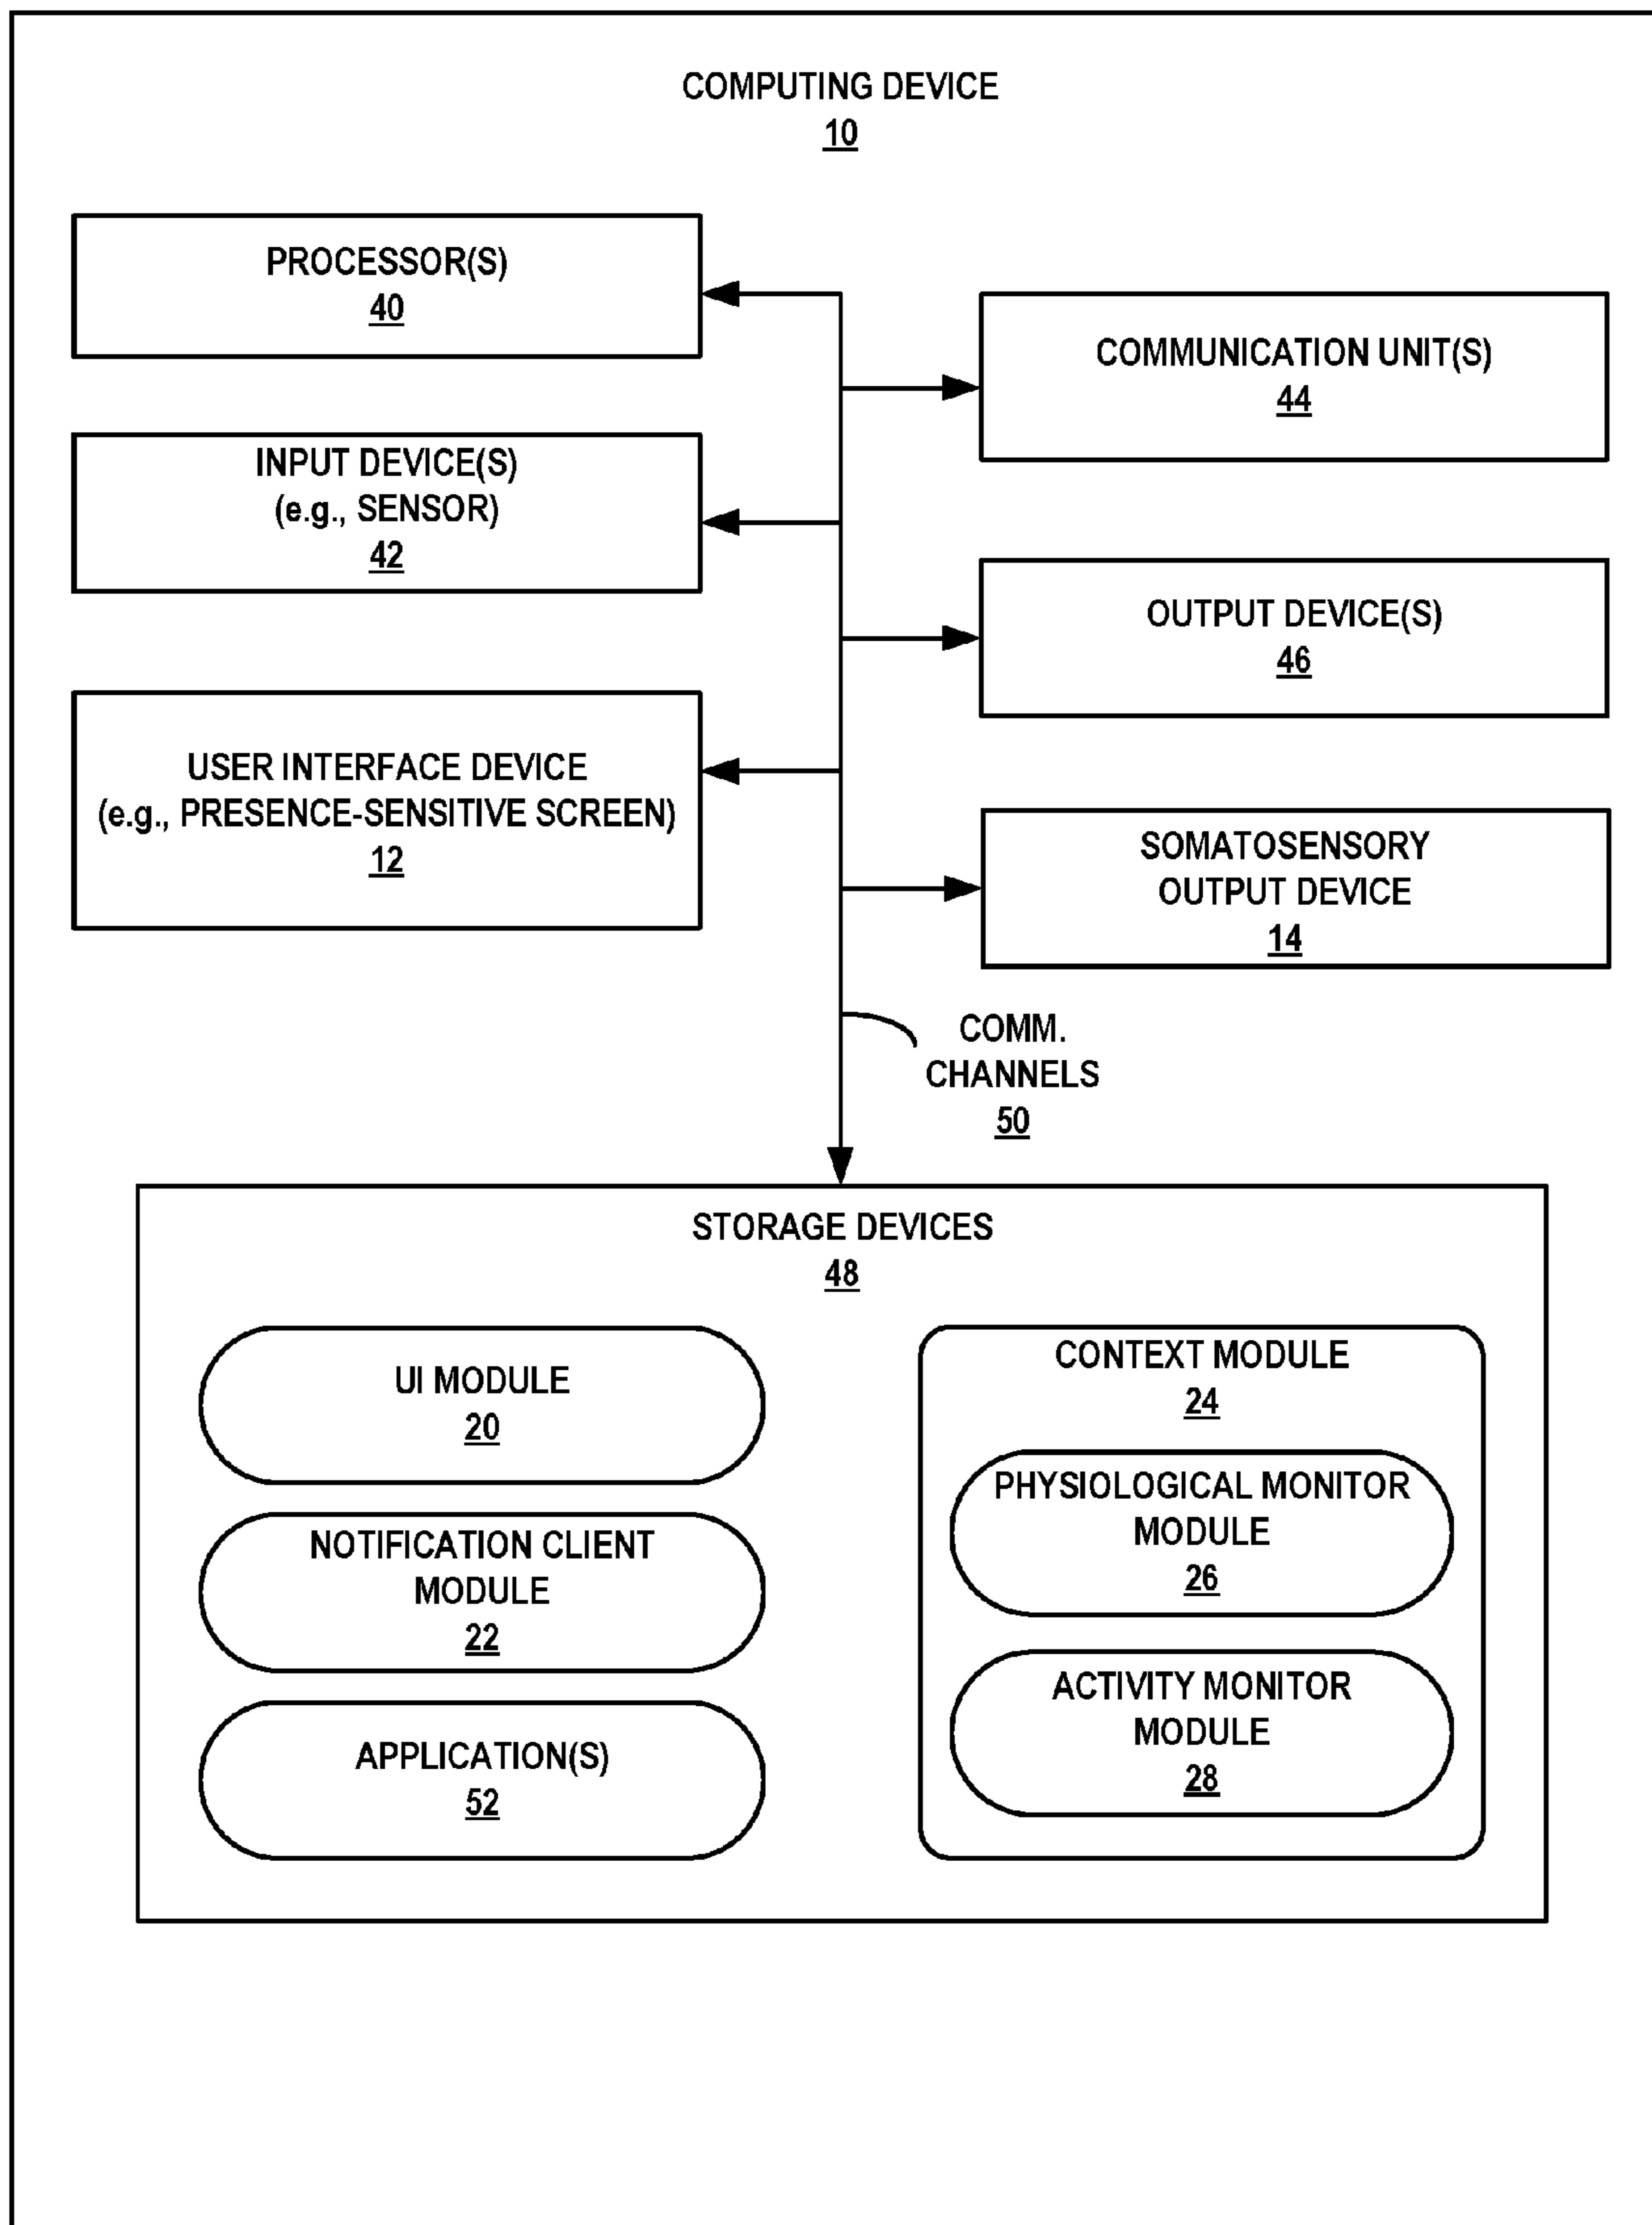 COMPUTING DEVICE
10
PROCESSOR(S)
40
COMMUNICATION UNIT(S)
44
INPUT DEVICE(S)
(e.g., SENSOR)
42
OUTPUT DEVICE(S)
46
USER INTERFACE DEVICE
(e.g., PRESENCE-SENSITIVE SCREEN)
12
SOMATOSENSORY
OUTPUT DEVICE
14
COMM.
CHANNELS
50
STORAGE DEVICES
48
UI MODULE
20
NOTIFICATION CLIENT
MODULE
22
APPLICATION(S)
52
CONTEXT MODULE
24
PHYSIOLOGICAL MONITOR
MODULE
26
ACTIVITY MONITOR
MODULE
28